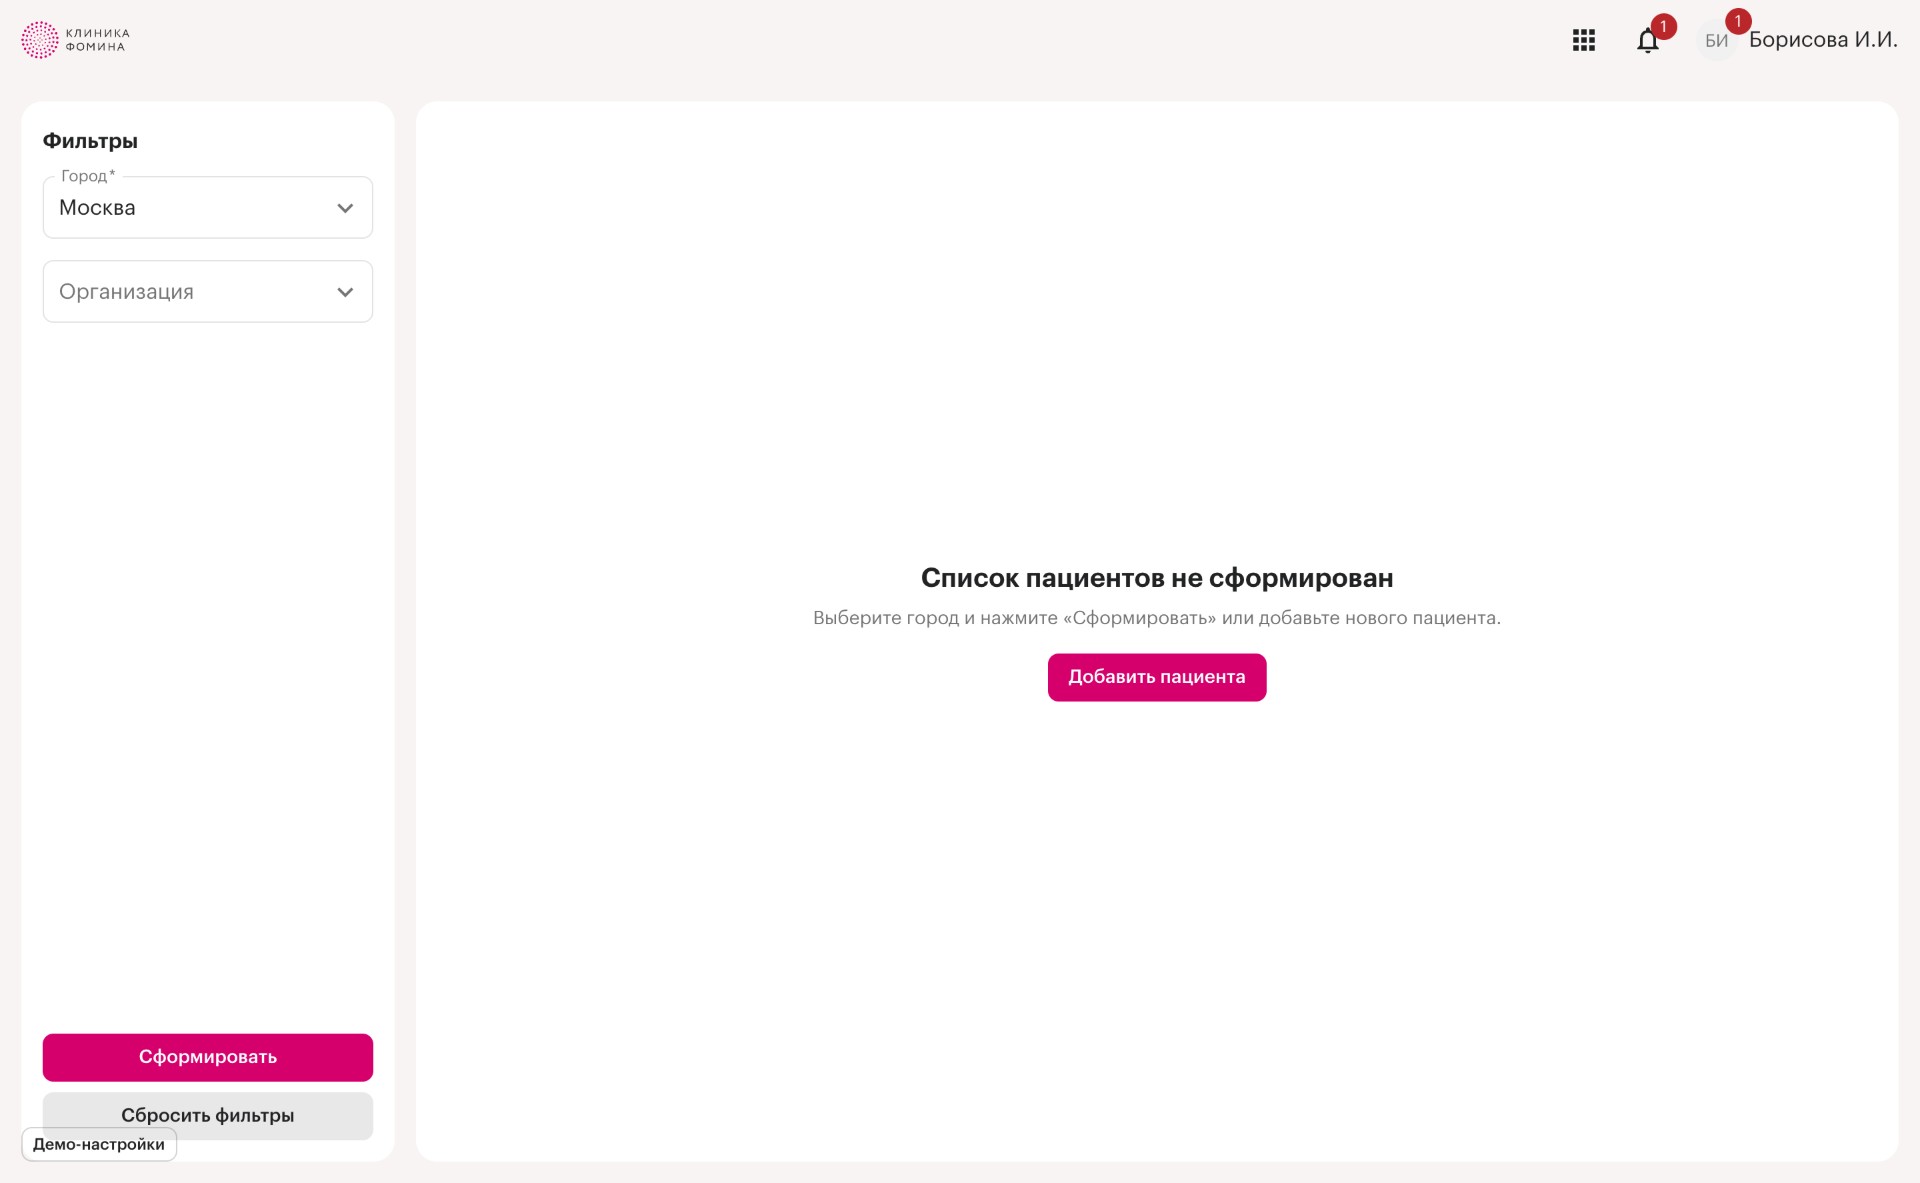 КЛИНИКА
ФОМИНА
1
БИ
1
Борисова И.И.
Фильтры
Город*
Москва
Организация
Список пациентов не сформирован
Выберите город и нажмите «Сформировать» или добавьте нового пациента.
Добавить пациента
Сформировать
Сбросить фильтры
Демо-настройки